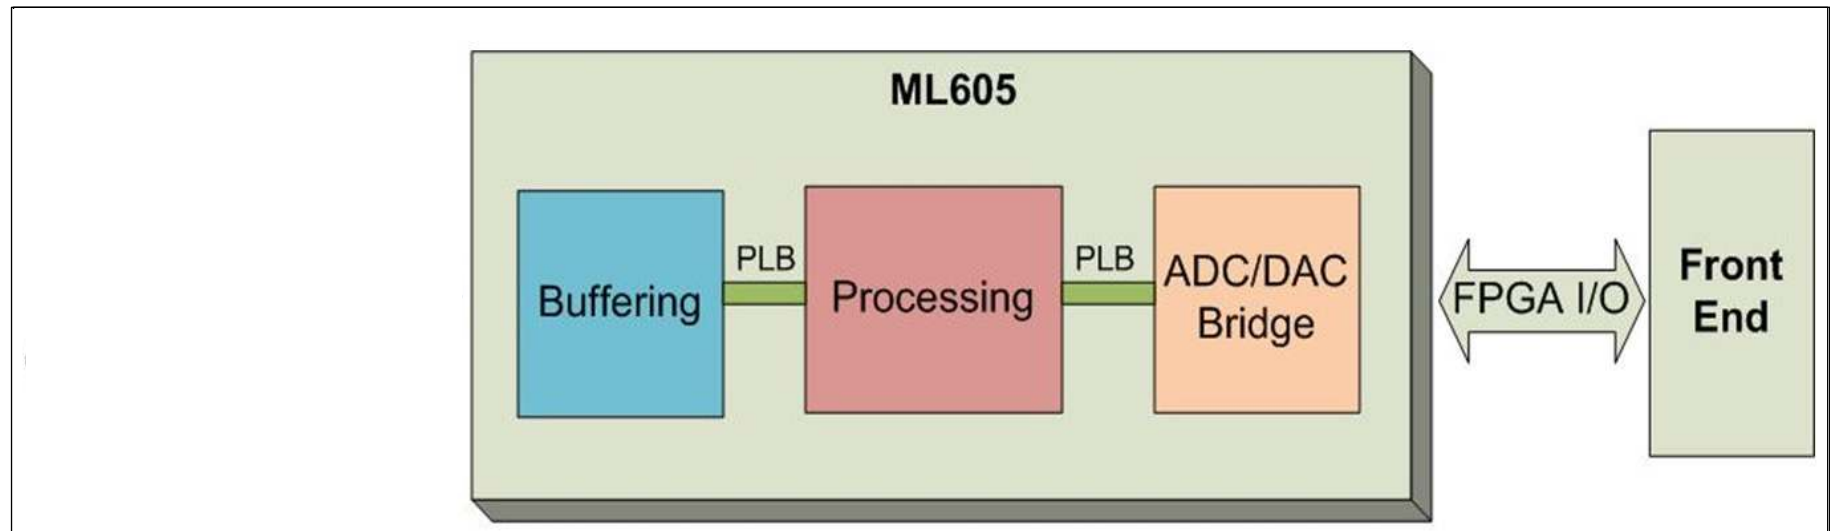 ML605
Buffering
PLB
Processing
PLB
ADC/DAC
Bridge
FPGA I/O
Front
End